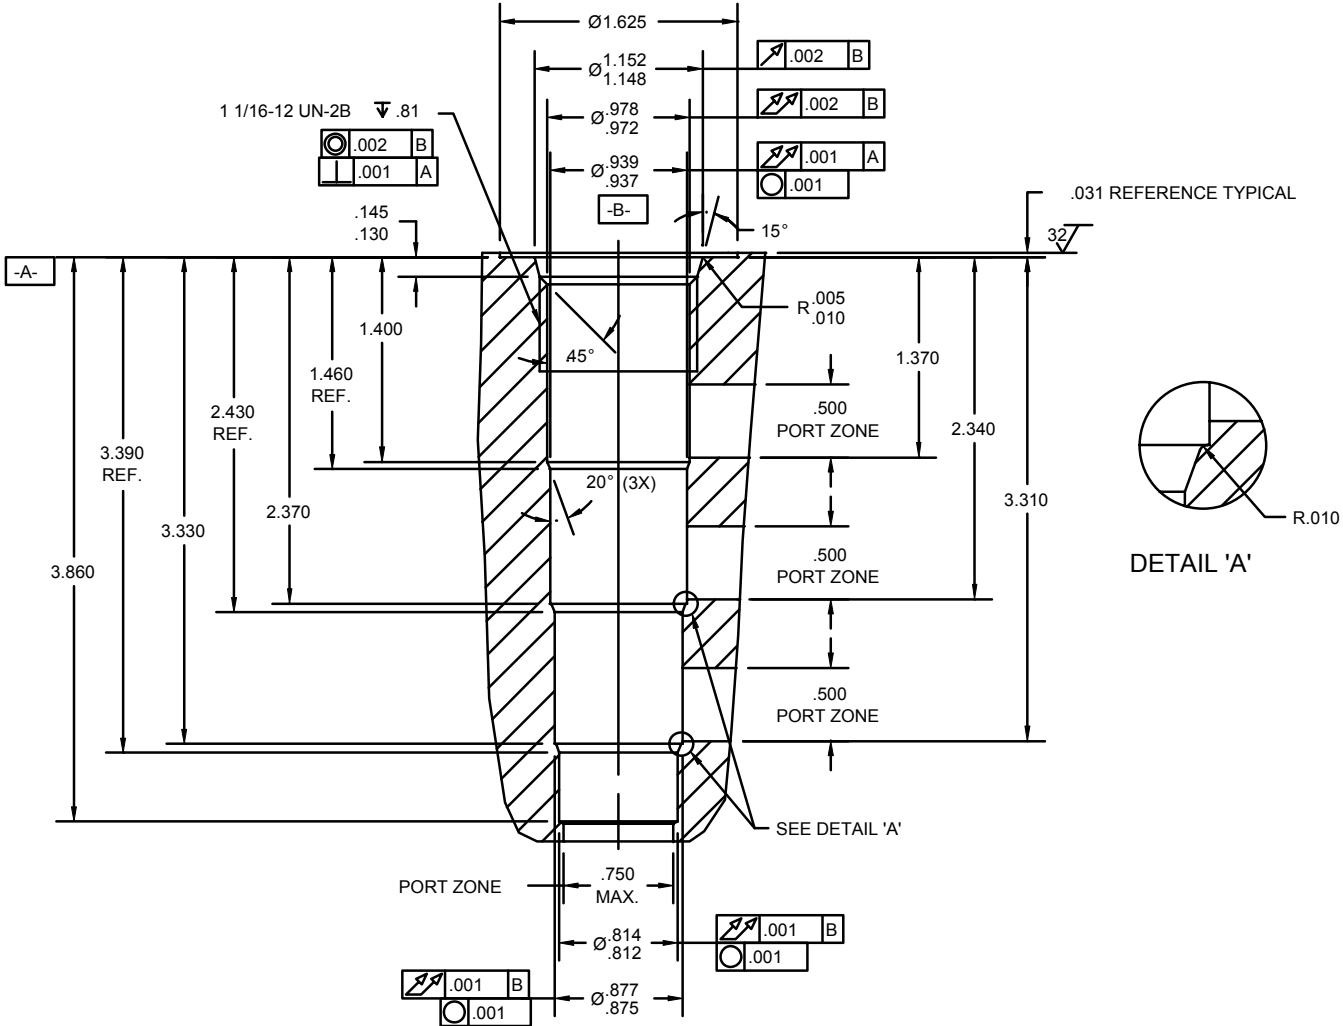 Ø1.625
Ø1.152
1.148
.002 B
1 1/16-12 UN-2B .81
Ø.978
.972
.002 B
.002 B
.001 A
Ø.939
.937
.001 A
.001
-B-
.031 REFERENCE TYPICAL
.145
.130
15°
32
-A-
R.005
.010
1.400
45°
1.370
1.460
REF.
2.430
REF.
.500
PORT ZONE
2.340
3.390
REF.
20° (3X)
3.310
2.370
R.010
3.330
.500
PORT ZONE
DETAIL 'A'
3.860
.500
PORT ZONE
SEE DETAIL 'A'
PORT ZONE
.750
MAX.
Ø.814
.812
.001 B
.001
.001 B
.001
Ø.877
.875